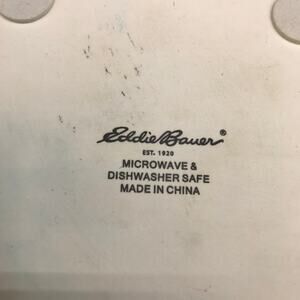 Eddie Bauer®
EST. 1920
MICROWAVE &
DISHWASHER SAFE
MADE IN CHINA